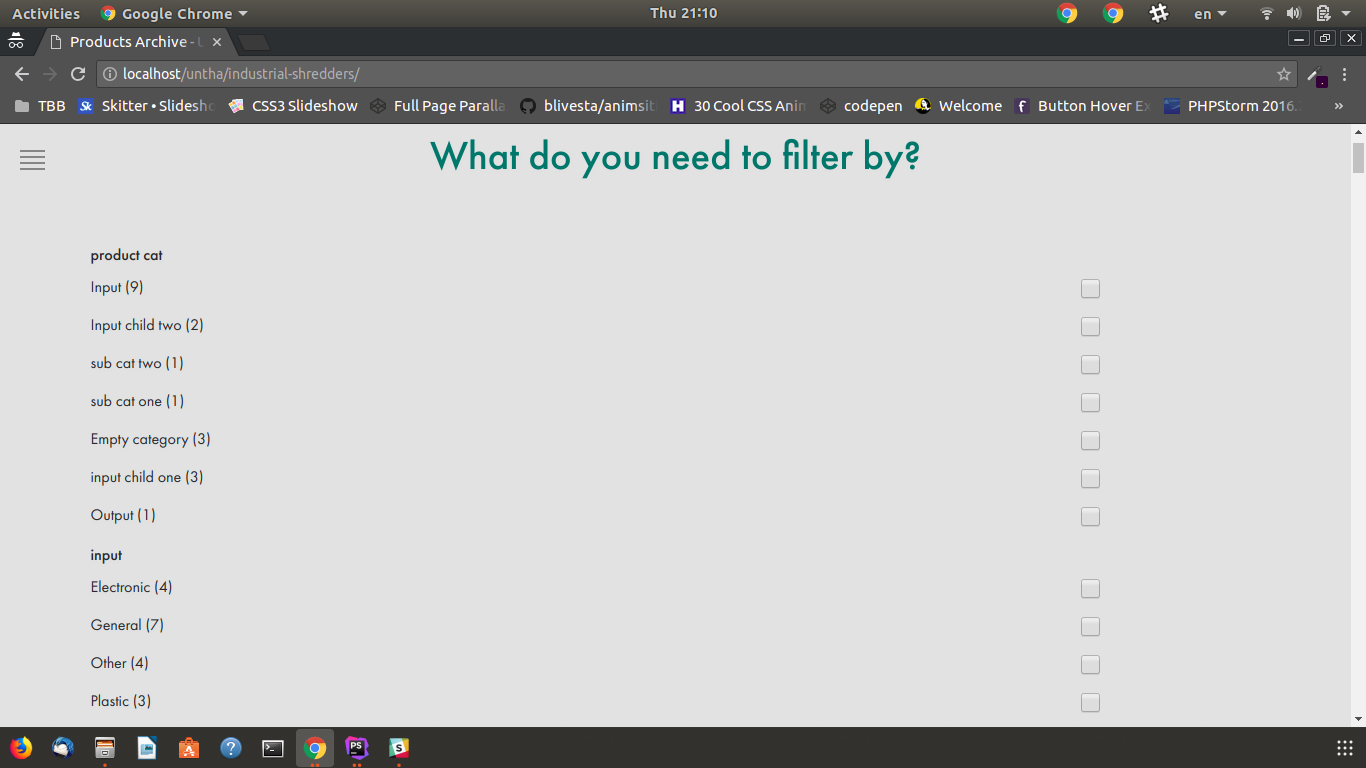 Activities Google Chrome Thu 21:10 en
Products Archive - U
localhost/untha/industrial-shredders/
TBB Skitter • Slidesho CSS3 Slideshow Full Page Paralla blivesta/animsit 30 Cool CSS Anim codepen Welcome Button Hover Ex PHPStorm 2016. »
What do you need to filter by?
product cat
Input (9)
Input child two (2)
sub cat two (1)
sub cat one (1)
Empty category (3)
input child one (3)
Output (1)
input
Electronic (4)
General (7)
Other (4)
Plastic (3)